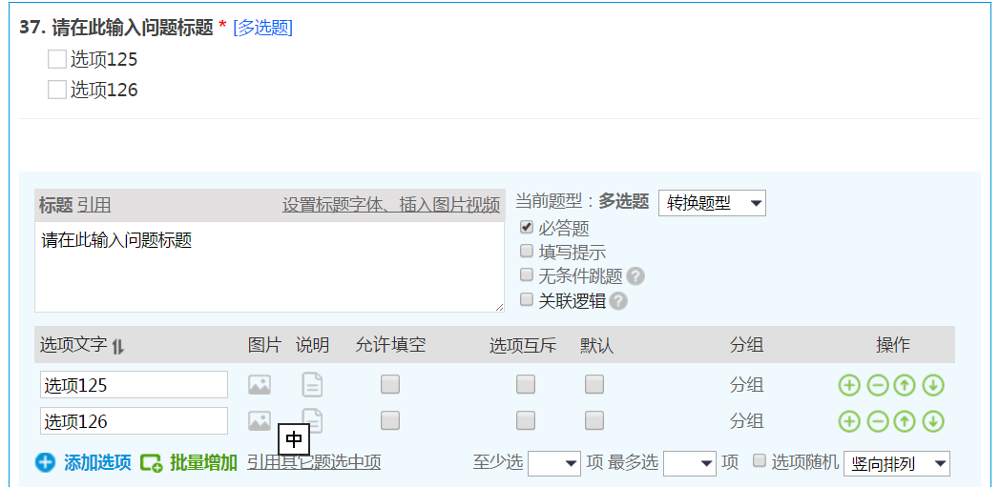 37. 请在此输入问题标题 * [多选题]
选项125
选项126
标题 引用 设置标题字体、插入图片视频 当前题型：多选题 转换题型
请在此输入问题标题
必答题
填写提示
无条件跳题 ?
关联逻辑 ?
选项文字 图片 说明 允许填空 选项互斥 默认 分组 操作
选项125 分组
选项126 分组
中
添加选项 批量增加 引用其它题选中项 至少选 项 最多选 项 选项随机 竖向排列